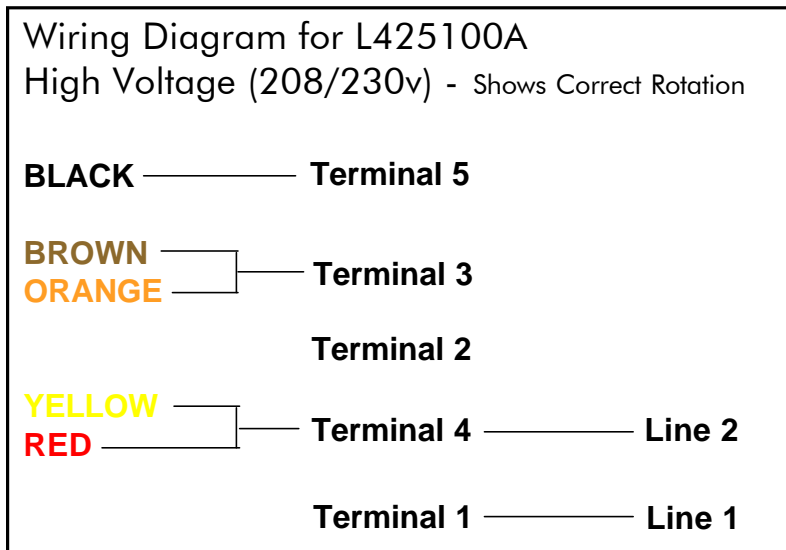 Wiring Diagram for L425100A
High Voltage (208/230v) - Shows Correct Rotation
BLACK Terminal 5
BROWN
ORANGE
Terminal 3
Terminal 2
YELLOW
RED
Terminal 4 Line 2
Terminal 1 Line 1